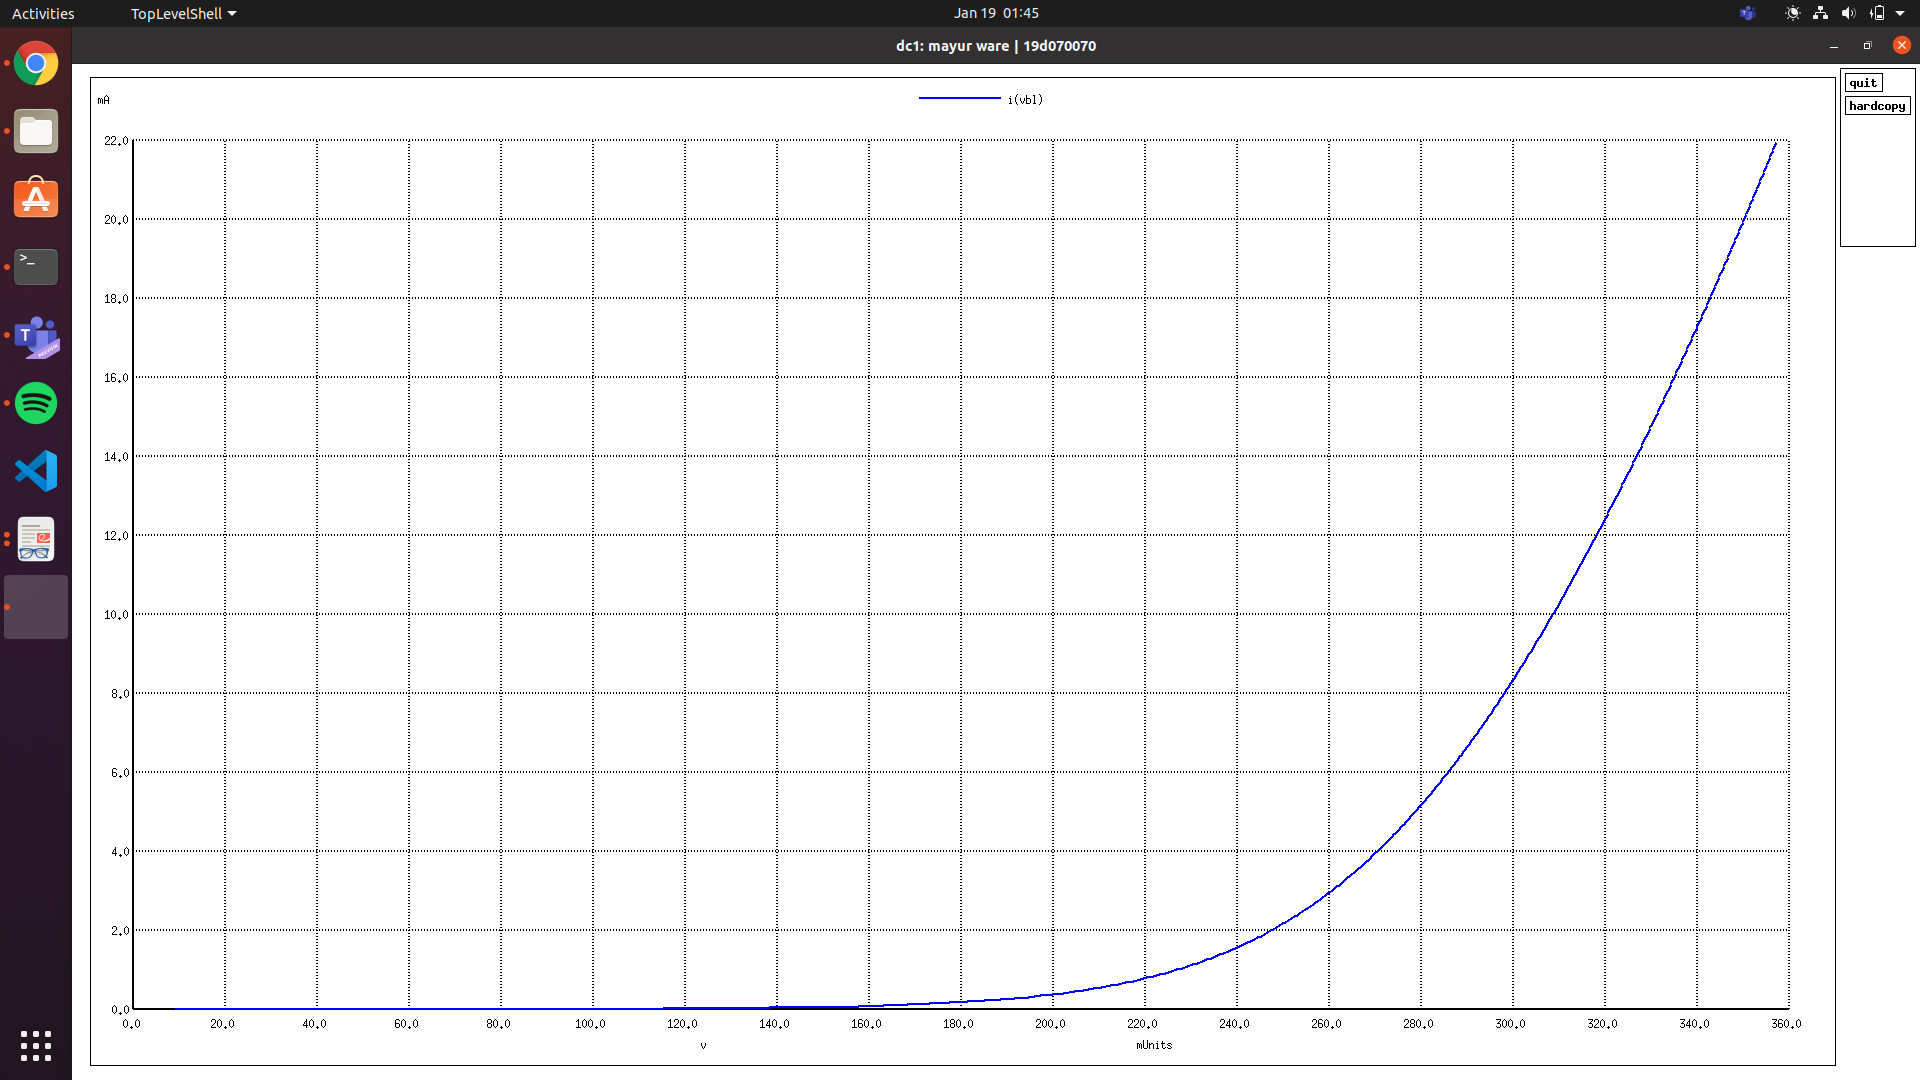 Activities
TopLevelShell
Jan 19 01:45
dc1: mayur ware | 19d070070
quit
hardcopy
mA
i(vbl)
22.0
20.0
18.0
16.0
14.0
12.0
10.0
8.0
6.0
4.0
2.0
0.0
0.0 20.0 40.0 60.0 80.0 100.0 120.0 140.0 160.0 180.0 200.0 220.0 240.0 260.0 280.0 300.0 320.0 340.0 360.0
v mUnits
>_
T
PREVIEW